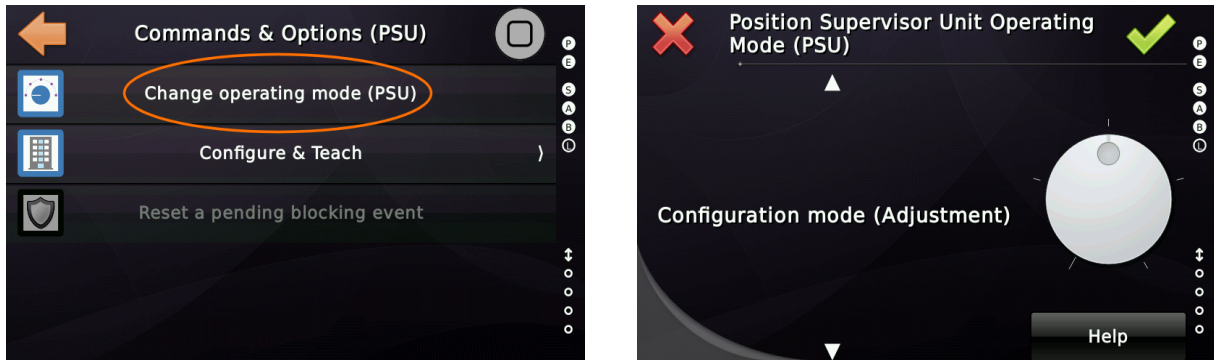 Commands & Options (PSU)
Change operating mode (PSU)
Configure & Teach
Reset a pending blocking event
P
E
S
A
B
L
Position Supervisor Unit Operating
Mode (PSU)
Configuration mode (Adjustment)
Help
P
E
S
A
B
L